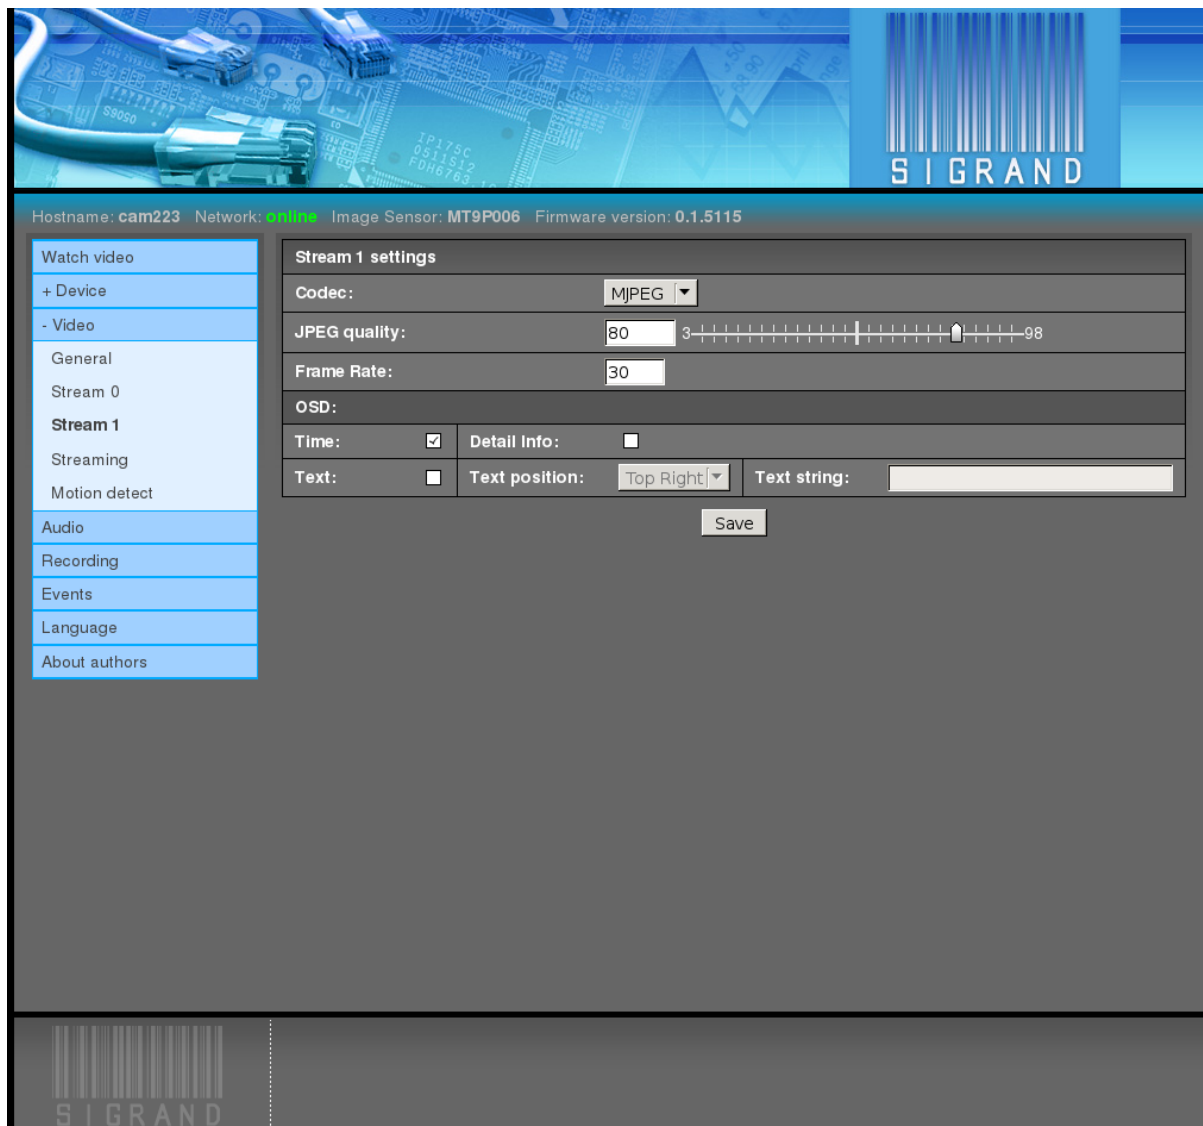 S9OSO
IP175C
0511S12
SIGRAND
Hostname: cam223 Network: online Image Sensor: MT9P006 Firmware version: 0.1.5115
Watch video
+ Device
- Video
General
Stream 0
Stream 1
Streaming
Motion detect
Audio
Recording
Events
Language
About authors
Stream 1 settings
Codec: MJPEG
JPEG quality: 80 3 98
Frame Rate: 30
OSD:
Time: Detail Info:
Text: Text position: Top Right Text string:
Save
SIGRAND